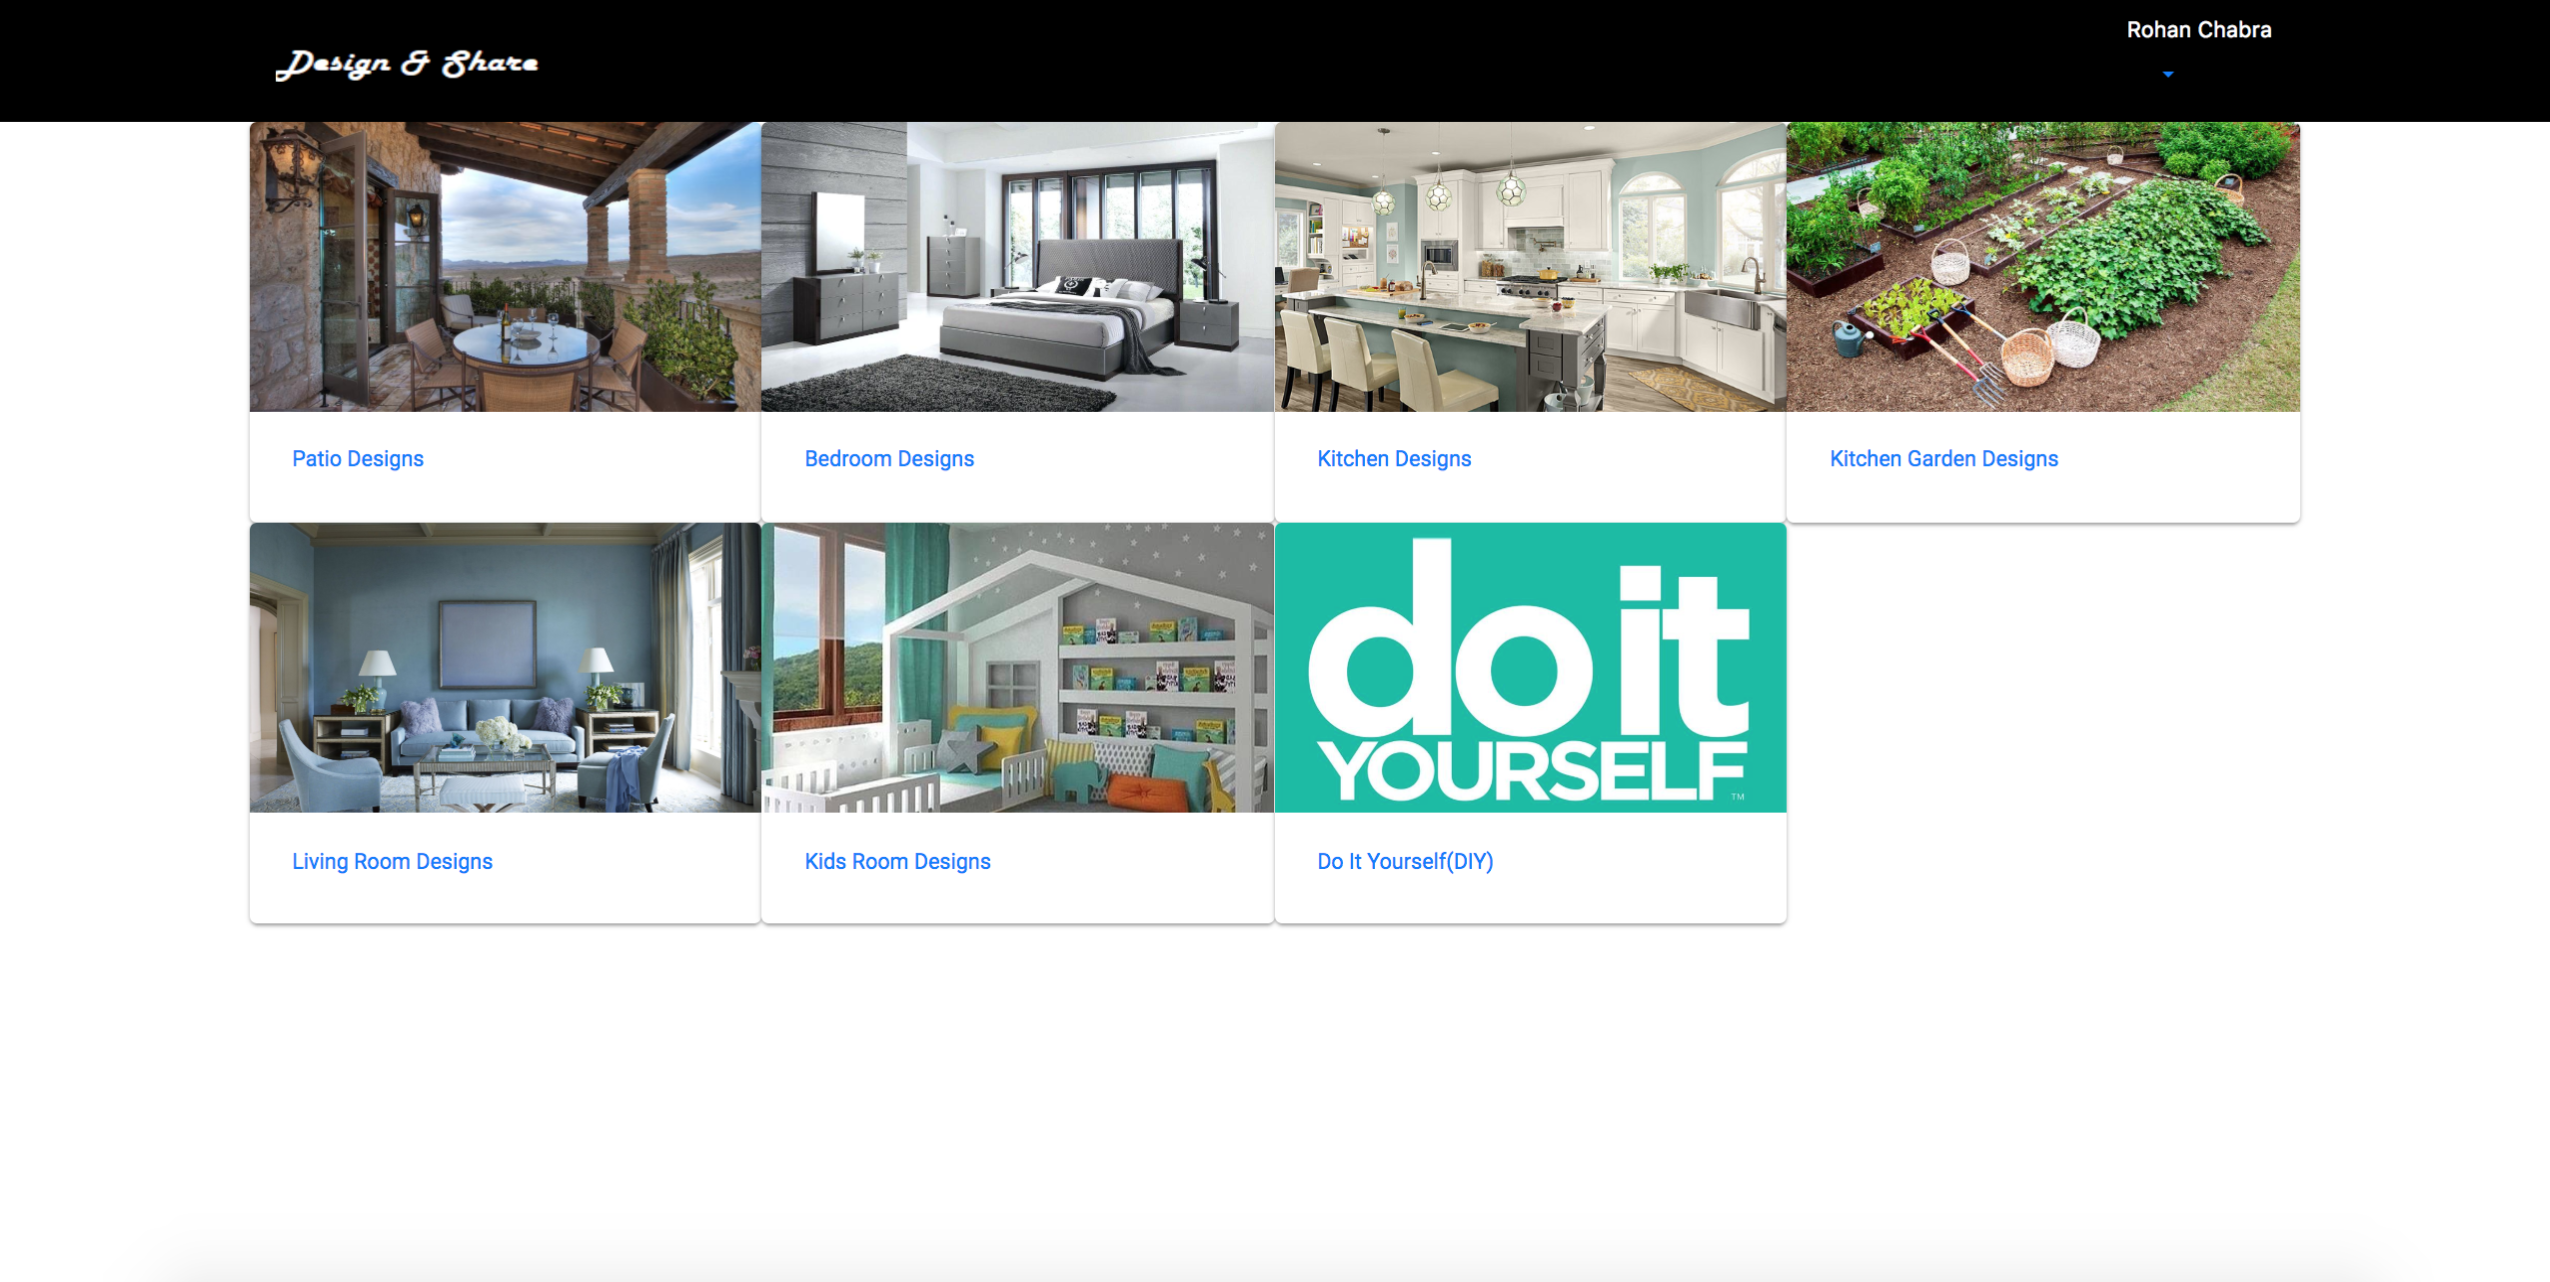 Rohan Chabra
Design & Share
Patio Designs
Bedroom Designs
Kitchen Designs
Kitchen Garden Designs
do it
YOURSELF
TM
Living Room Designs
Kids Room Designs
Do It Yourself(DIY)